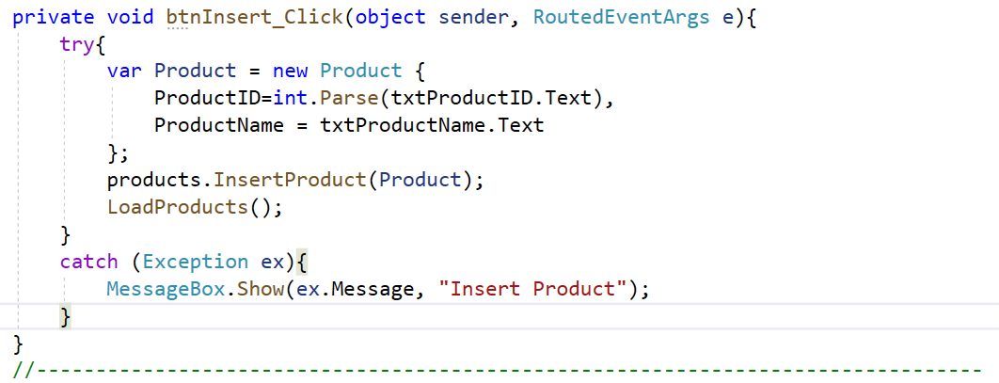 private void btnInsert_Click(object sender, RoutedEventArgs e){
    try{
        var Product = new Product {
            ProductID=int.Parse(txtProductID.Text),
            ProductName = txtProductName.Text
        };
        products.InsertProduct(Product);
        LoadProducts();
    }
    catch (Exception ex){
        MessageBox.Show(ex.Message, "Insert Product");
    }
}
//--------------------------------------------------------------------------------